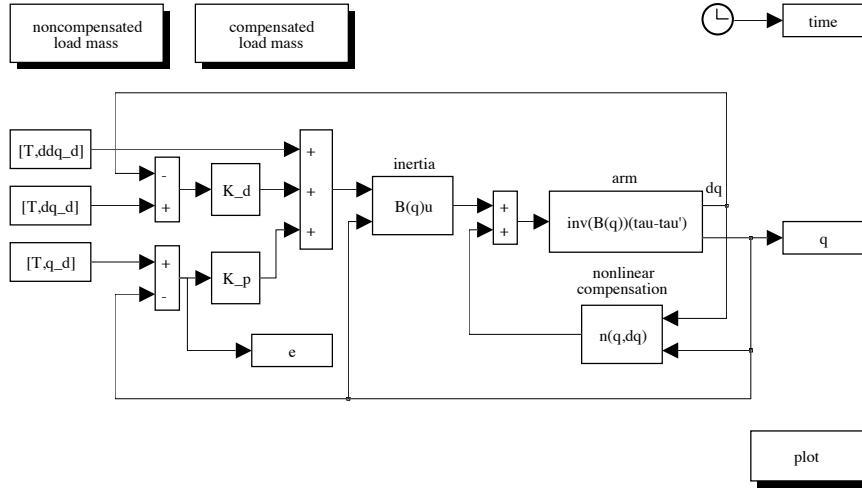 noncompensated
load mass
compensated
load mass
time
[T,ddq_d]
[T,dq_d]
[T,q_d]
-
+
+
-
K_d
K_p
e
+
+
+
inertia
B(q)u
+
+
arm
inv(B(q))(tau-tau')
dq
q
nonlinear
compensation
n(q,dq)
plot